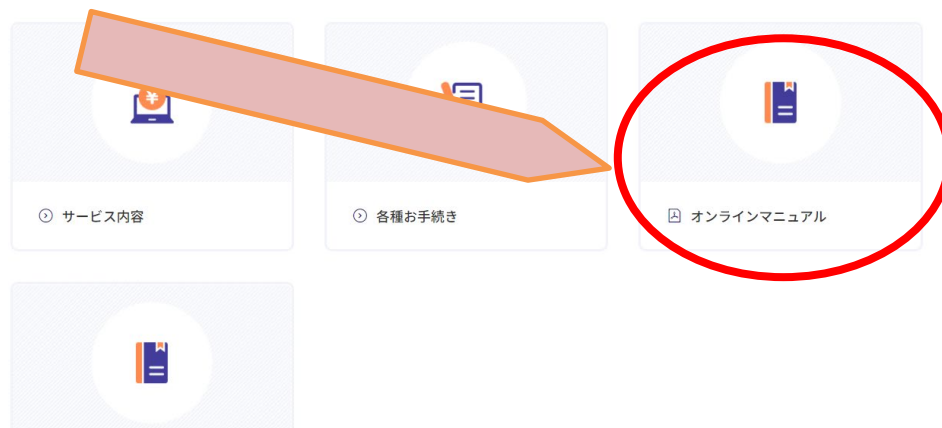 サービス内容
各種お手続き
オンラインマニュアル